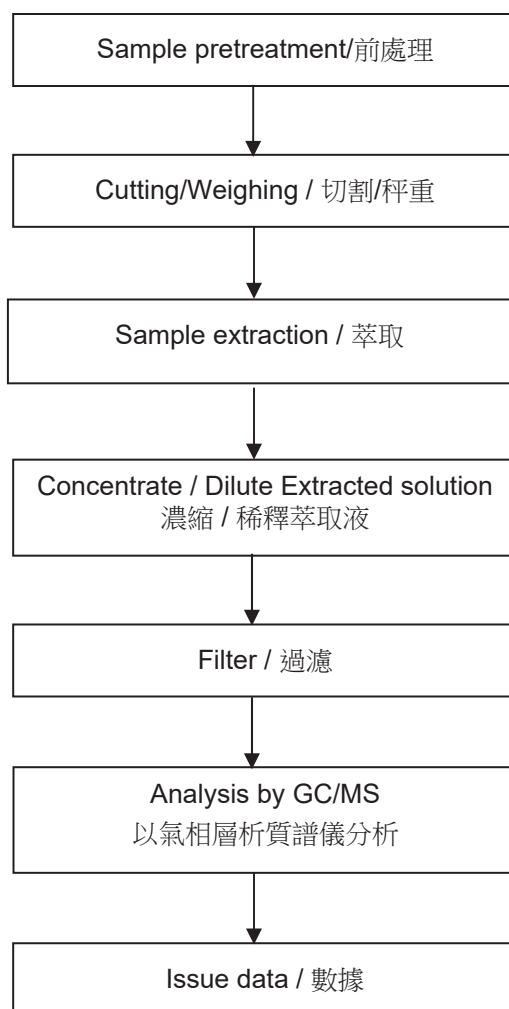 Sample pretreatment/前處理
Cutting/Weighing / 切割/秤重
Sample extraction / 萃取
Concentrate / Dilute Extracted solution
濃縮 / 稀釋萃取液
Filter / 過濾
Analysis by GC/MS
以氣相層析質譜儀分析
Issue data / 數據